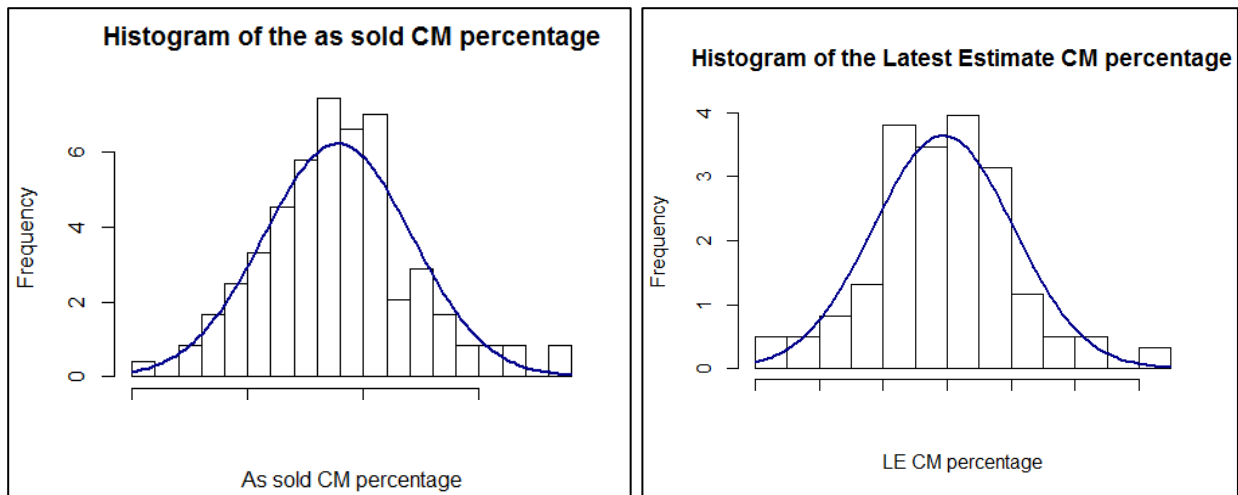 Histogram of the as sold CM percentage
Frequency
6
4
2
0
As sold CM percentage
Histogram of the Latest Estimate CM percentage
Frequency
4
3
2
1
0
LE CM percentage